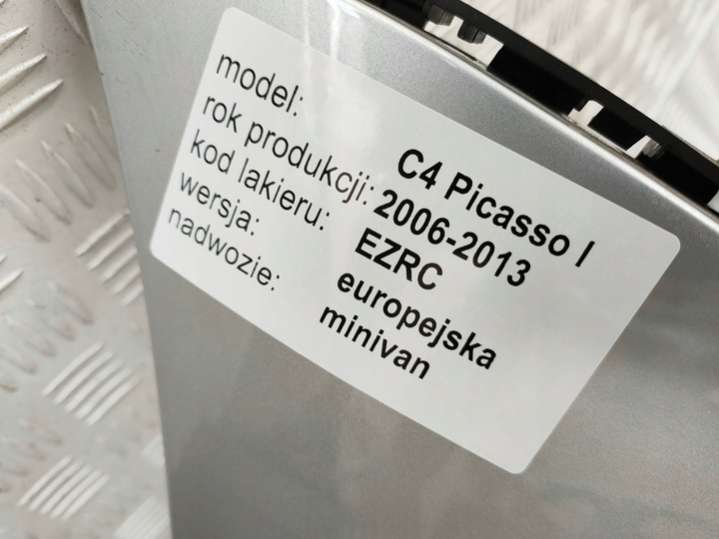 model: C4 Picasso I
rok produkcji: 2006-2013
kod lakieru: EZRC
wersja: europejska
nadwozie: minivan